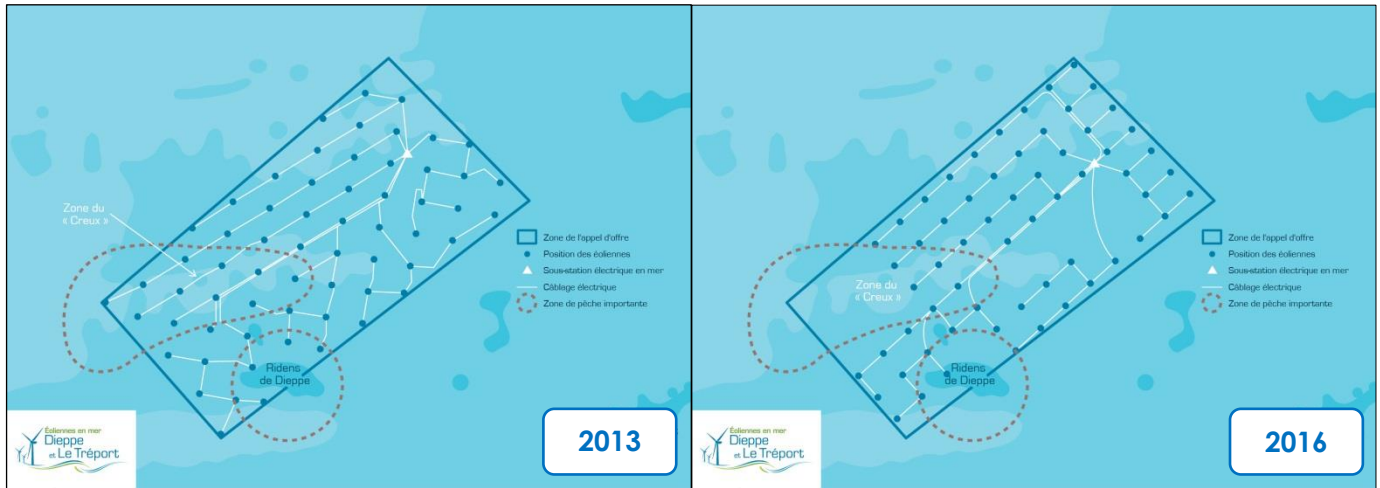 Zone du
« Creux »
Zone de l'appel d'offre
Position des éoliennes
Sous-station électrique en mer
Câblage électrique
Zone de pêche importante
Ridens
de Dieppe
Éoliennes en mer
Dieppe
et Le Tréport
2013
Zone du
« Creux »
Zone de l'appel d'offre
Position des éoliennes
Sous-station électrique en mer
Câblage électrique
Zone de pêche importante
Ridens
de Dieppe
Éoliennes en mer
Dieppe
et Le Tréport
2016